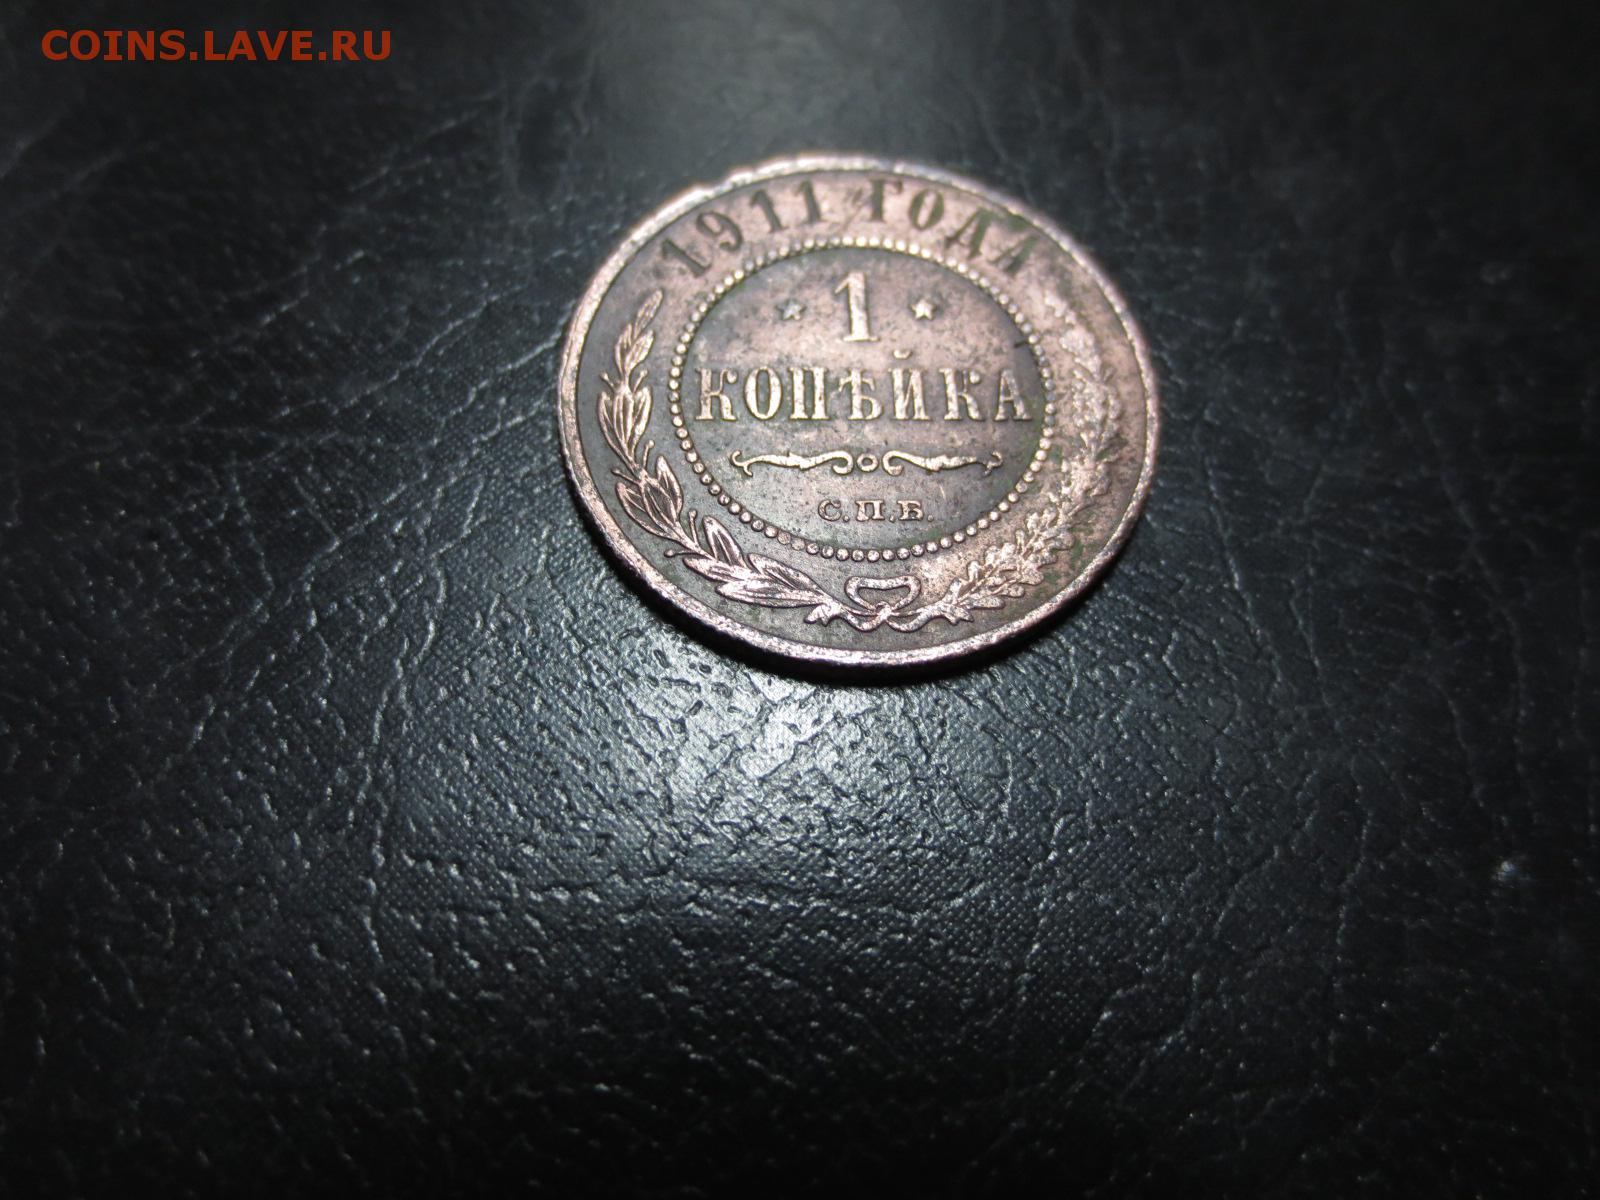 COINS.LAVE.RU
1911 ГОДА
1
КОПѢЙКА
С.П.Б.